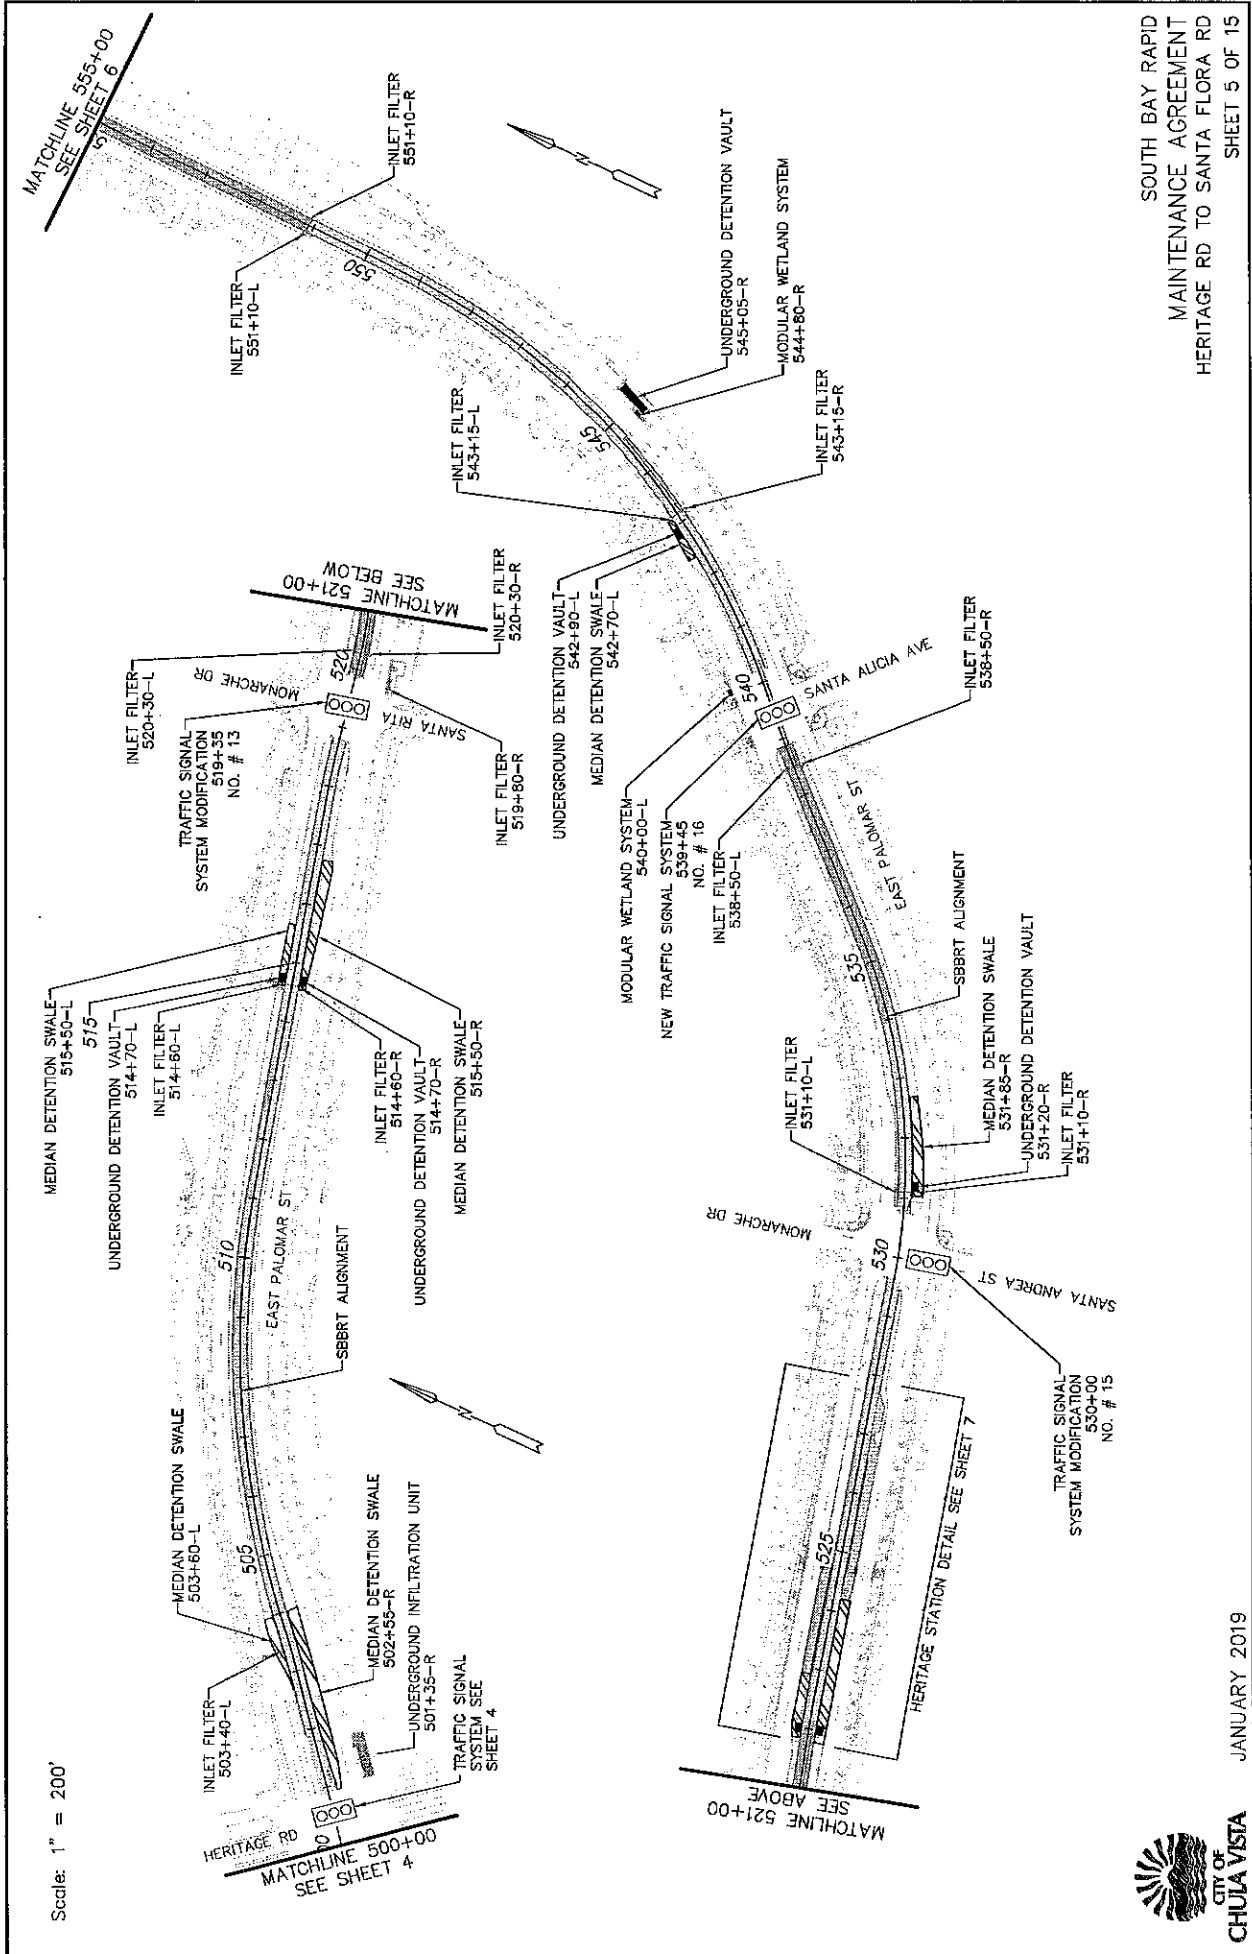 Scale: 1" = 200'
MATCHLINE 500+00
SEE SHEET 4
HERITAGE RD
00
TRAFFIC SIGNAL
SYSTEM SEE
SHEET 4
UNDERGROUND INFILTRATION UNIT
501+35-R
MEDIAN DETENTION SWALE
502+55-R
INLET FILTER
503+40-L
MEDIAN DETENTION SWALE
503+60-L
505
SBBRT ALIGNMENT
EAST PALOMAR ST
510
MEDIAN DETENTION SWALE
515+50-L
515
UNDERGROUND DETENTION VAULT
514+70-L
INLET FILTER
514+60-L
INLET FILTER
514+60-R
UNDERGROUND DETENTION VAULT
514+70-R
MEDIAN DETENTION SWALE
515+50-R
TRAFFIC SIGNAL
SYSTEM MODIFICATION
519+35
NO. # 13
INLET FILTER
520+30-L
MONARCHE DR
520
SANTA RITA
INLET FILTER
519+80-R
INLET FILTER
520+30-R
MATCHLINE 521+00
SEE BELOW
MATCHLINE 521+00
SEE ABOVE
525
HERITAGE STATION DETAIL SEE SHEET 7
TRAFFIC SIGNAL
SYSTEM MODIFICATION
530+00
NO. # 15
530
MONARCHE DR
SANTA ANDREA ST
INLET FILTER
531+10-L
INLET FILTER
531+10-R
UNDERGROUND DETENTION VAULT
531+20-R
MEDIAN DETENTION SWALE
531+85-R
SBBRT ALIGNMENT
535
EAST PALOMAR ST
INLET FILTER
538+50-L
INLET FILTER
538+50-R
NEW TRAFFIC SIGNAL SYSTEM
539+45
NO. # 16
MODULAR WETLAND SYSTEM
540+00-L
540
SANTA ALICIA AVE
MEDIAN DETENTION SWALE
542+70-L
UNDERGROUND DETENTION VAULT
542+90-L
INLET FILTER
543+15-L
INLET FILTER
543+15-R
545
MODULAR WETLAND SYSTEM
544+80-R
UNDERGROUND DETENTION VAULT
545+05-R
550
INLET FILTER
551+10-L
INLET FILTER
551+10-R
5
MATCHLINE 555+00
SEE SHEET 6
N
N
CITY OF
CHULA VISTA
JANUARY 2019
SOUTH BAY RAPID
MAINTENANCE AGREEMENT
HERITAGE RD TO SANTA FLORA RD
SHEET 5 OF 15